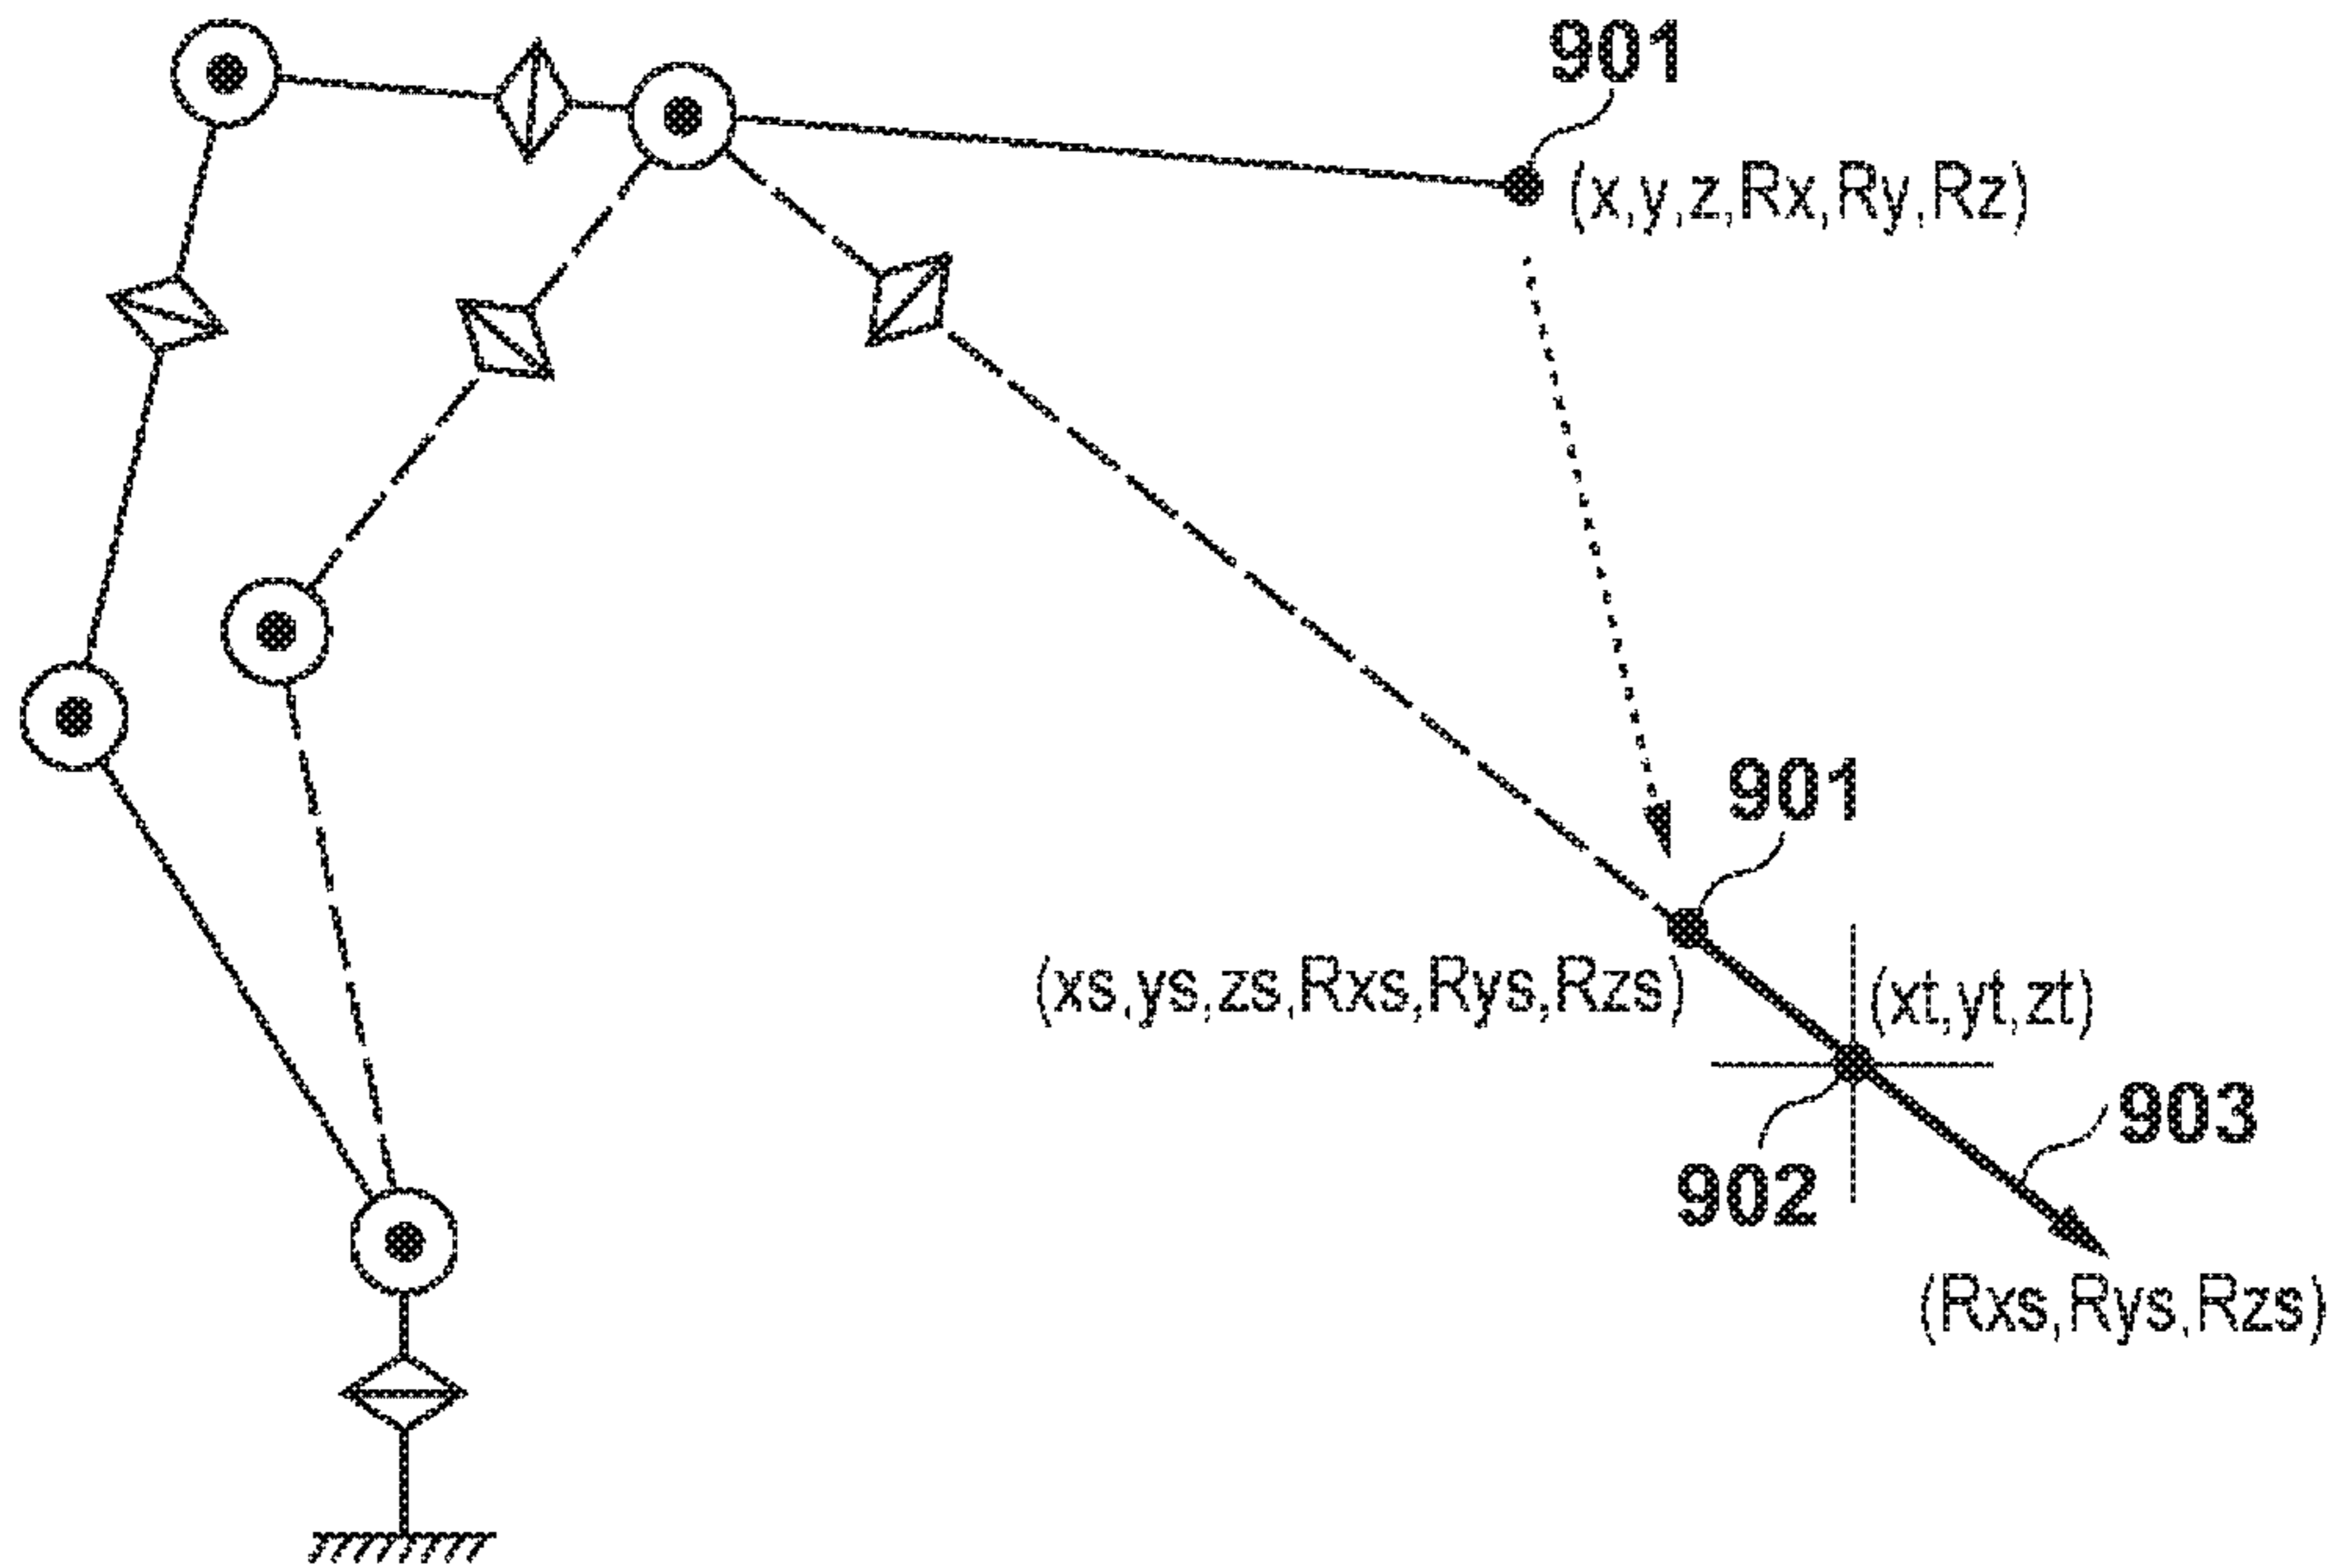 901
(x,y,z,Rx,Ry,Rz)
901
(xs,ys,zs,Rxs,Rys,Rzs)
(xt,yt,zt)
903
902
(Rxs,Rys,Rzs)